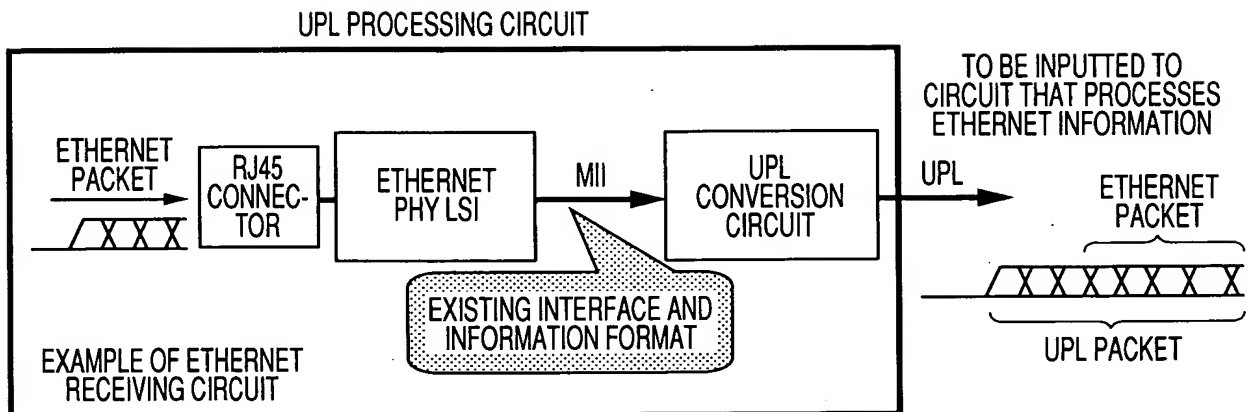 UPL PROCESSING CIRCUIT
ETHERNET
PACKET
RJ45
CONNEC-
TOR
ETHERNET
PHY LSI
MII
UPL
CONVERSION
CIRCUIT
UPL
TO BE INPUTTED TO
CIRCUIT THAT PROCESSES
ETHERNET INFORMATION
ETHERNET
PACKET
UPL PACKET
EXISTING INTERFACE AND
INFORMATION FORMAT
EXAMPLE OF ETHERNET
RECEIVING CIRCUIT